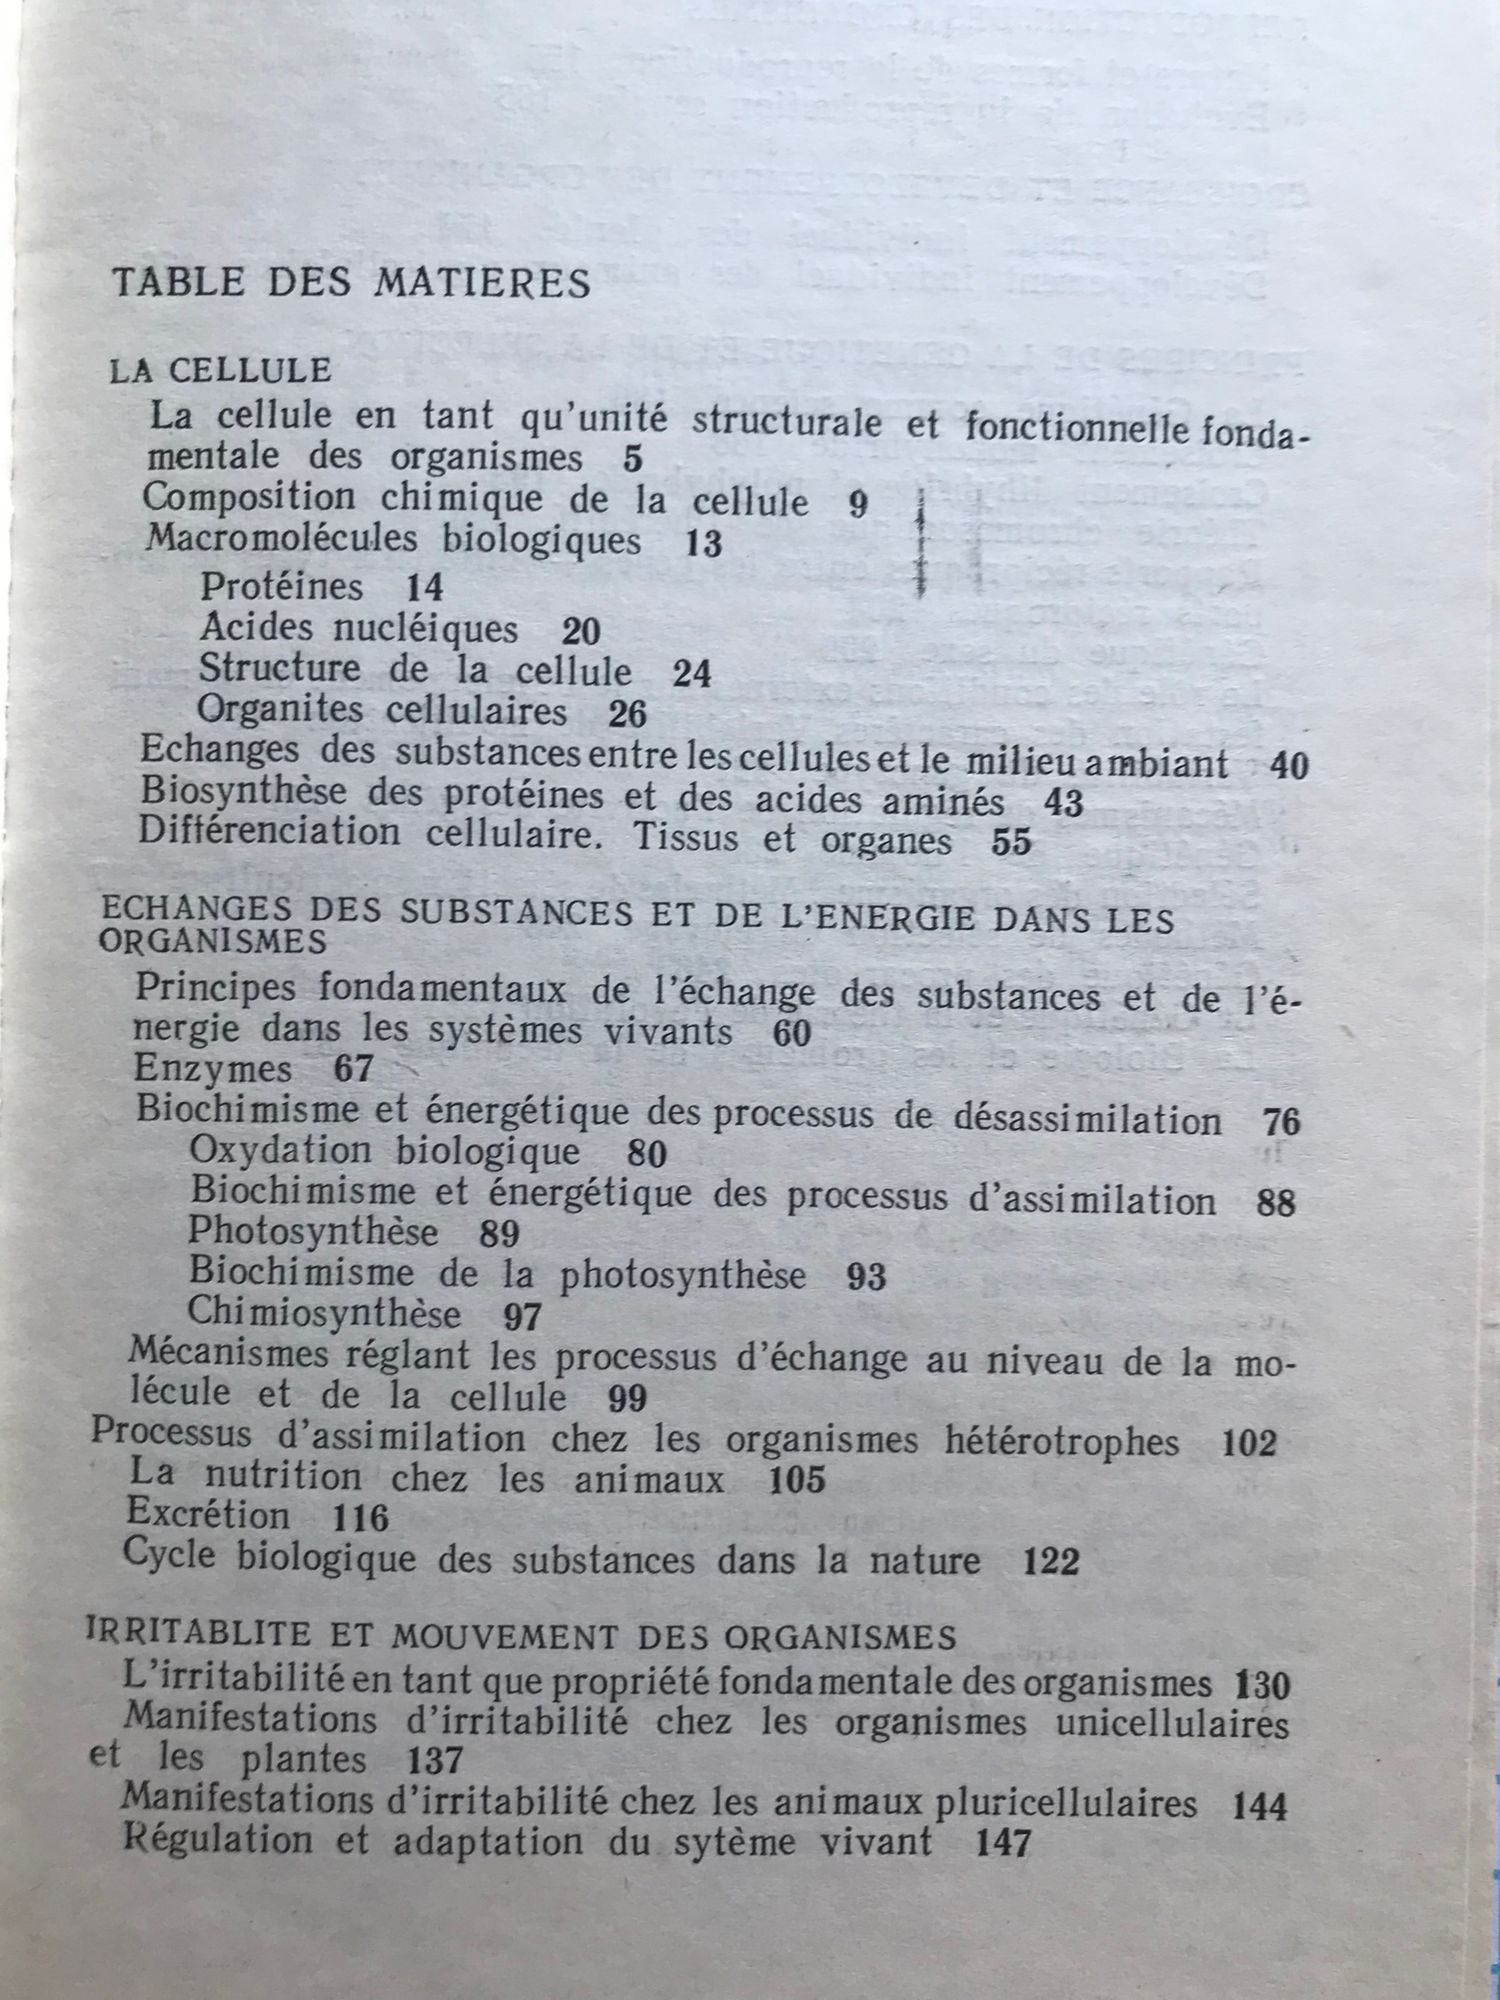 TABLE DES MATIERES
LA CELLULE
La cellule en tant qu'unité structurale et fonctionnelle fonda-
mentale des organismes 5
Composition chimique de la cellule 9
Macromolécules biologiques 13
Protéines 14
Acides nucléiques 20
Structure de la cellule 24
Organites cellulaires 26
Echanges des substances entre les cellules et le milieu ambiant 40
Biosynthèse des protéines et des acides aminés 43
Différenciation cellulaire. Tissus et organes 55
ECHANGES DES SUBSTANCES ET DE L'ENERGIE DANS LES
ORGANISMES
Principes fondamentaux de l'échange des substances et de l'é-
nergie dans les systèmes vivants 60
Enzymes 67
Biochimisme et énergétique des processus de désassimilation 76
Oxydation biologique 80
Biochimisme et énergétique des processus d'assimilation 88
Photosynthèse 89
Biochimisme de la photosynthèse 93
Chimiosynthèse 97
Mécanismes réglant les processus d'échange au niveau de la mo-
lécule et de la cellule 99
Processus d'assimilation chez les organismes hétérotrophes 102
La nutrition chez les animaux 105
Excrétion 116
Cycle biologique des substances dans la nature 122
IRRITABLITE ET MOUVEMENT DES ORGANISMES
L'irritabilité en tant que propriété fondamentale des organismes 130
Manifestations d'irritabilité chez les organismes unicellulaires
et les plantes 137
Manifestations d'irritabilité chez les animaux pluricellulaires 144
Régulation et adaptation du sytème vivant 147